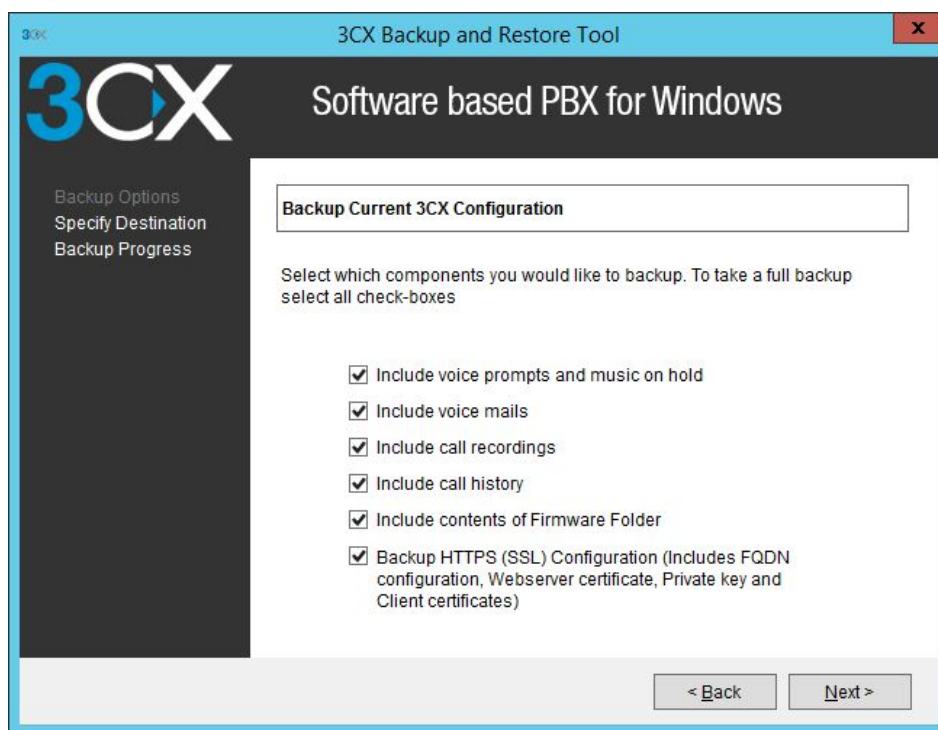 3CX
3CX Backup and Restore Tool
x
3CX
Software based PBX for Windows
Backup Options
Specify Destination
Backup Progress
Backup Current 3CX Configuration
Select which components you would like to backup. To take a full backup
select all check-boxes
Include voice prompts and music on hold
Include voice mails
Include call recordings
Include call history
Include contents of Firmware Folder
Backup HTTPS (SSL) Configuration (Includes FQDN
configuration, Webserver certificate, Private key and
Client certificates)
< Back
Next >